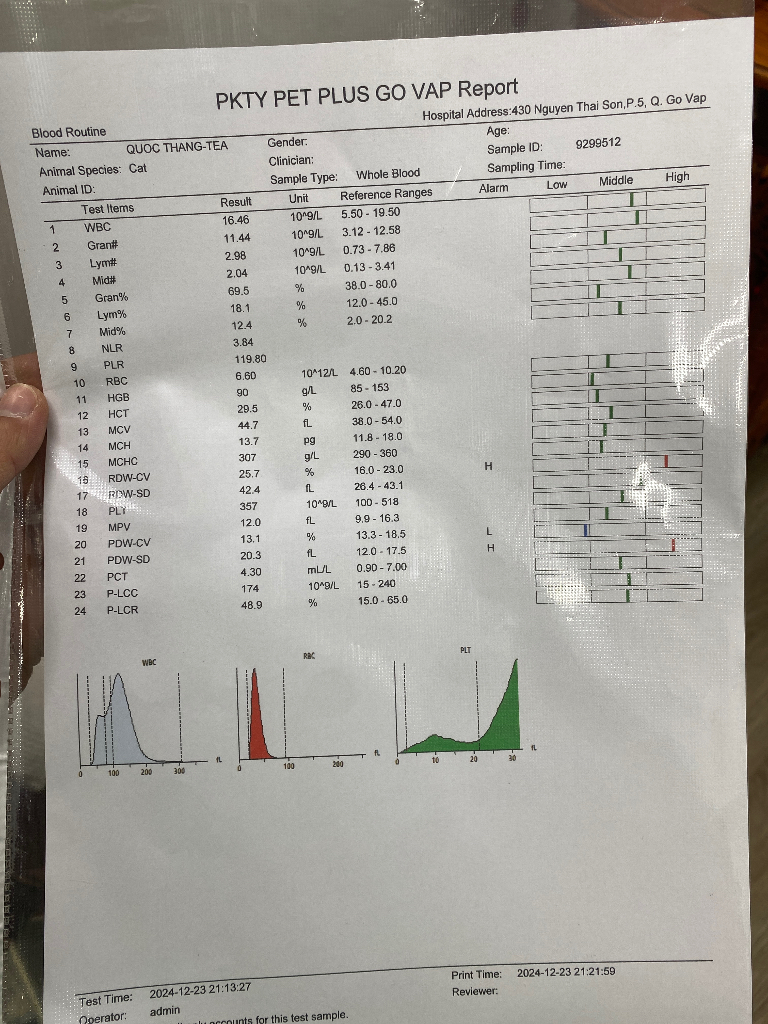 PKTY PET PLUS GO VAP Report
Hospital Address:430 Nguyen Thai Son,P.5, Q. Go Vap
Blood Routine
Name: QUOC THANG-TEA Gender: Age:
Animal Species: Cat Clinician: Sample ID: 9299512
Animal ID: Sample Type: Whole Blood Sampling Time:
Test Items Result Unit Reference Ranges Alarm Low Middle High
1 WBC 16.46 10^9/L 5.50 - 19.50
2 Gran# 11.44 10^9/L 3.12 - 12.58
3 Lym# 2.98 10^9/L 0.73 - 7.86
4 Mid# 2.04 10^9/L 0.13 - 3.41
5 Gran% 69.5 % 38.0 - 80.0
6 Lym% 18.1 % 12.0 - 45.0
7 Mid% 12.4 % 2.0 - 20.2
8 NLR 3.84
9 PLR 119.80
10 RBC 6.60 10^12/L 4.60 - 10.20
11 HGB 90 g/L 85 - 153
12 HCT 29.5 % 26.0 - 47.0
13 MCV 44.7 fL 38.0 - 54.0
14 MCH 13.7 pg 11.8 - 18.0
15 MCHC 307 g/L 290 - 360
16 RDW-CV 25.7 % 16.0 - 23.0 H
17 RDW-SD 42.4 fL 26.4 - 43.1
18 PLT 357 10^9/L 100 - 518
19 MPV 12.0 fL 9.9 - 16.3
20 PDW-CV 13.1 % 13.3 - 18.5 L
21 PDW-SD 20.3 fL 12.0 - 17.5 H
22 PCT 4.30 mL/L 0.90 - 7.00
23 P-LCC 174 10^9/L 15 - 240
24 P-LCR 48.9 % 15.0 - 65.0
WBC RBC PLT
fL fL fL
0 100 200 300 0 100 200 0 10 20 30
Test Time: 2024-12-23 21:13:27 Print Time: 2024-12-23 21:21:59
Operator: admin Reviewer:
accounts for this test sample.